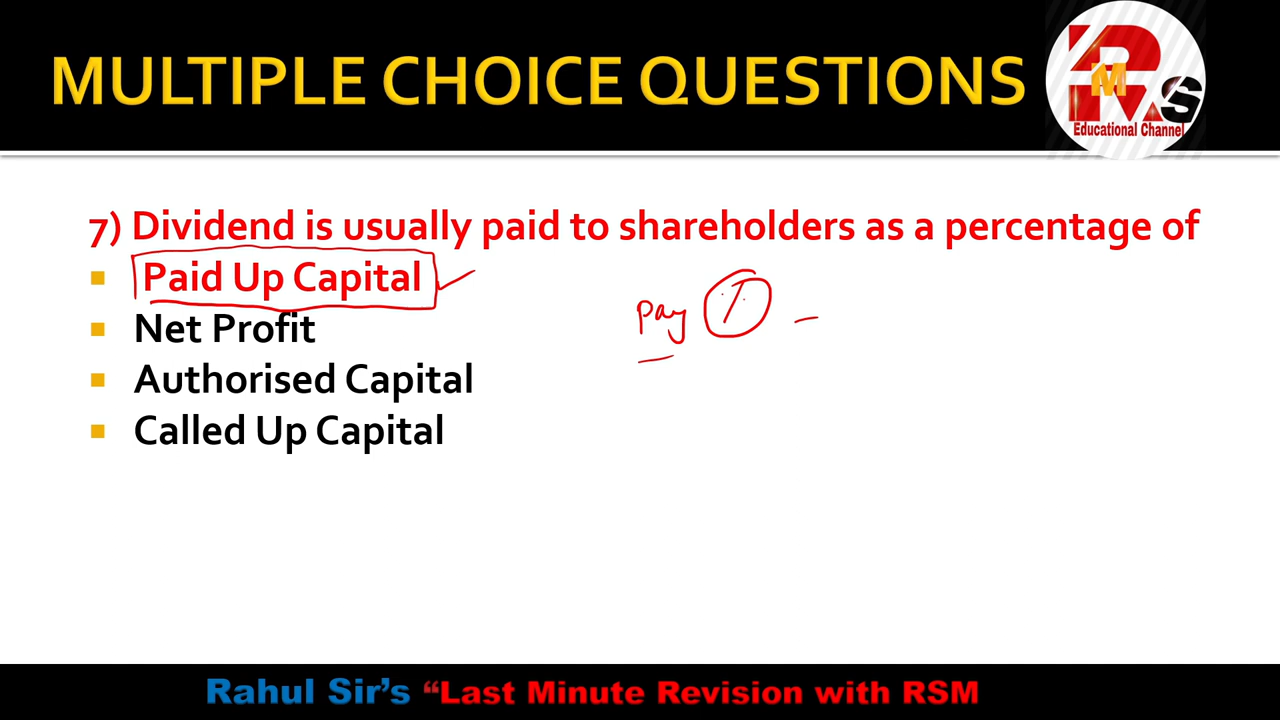 MULTIPLE CHOICE QUESTIONS
RMS
Educational Channel
7) Dividend is usually paid to shareholders as a percentage of
Paid Up Capital
Net Profit
Authorised Capital
Called Up Capital
pay %
Rahul Sir's “Last Minute Revision with RSM